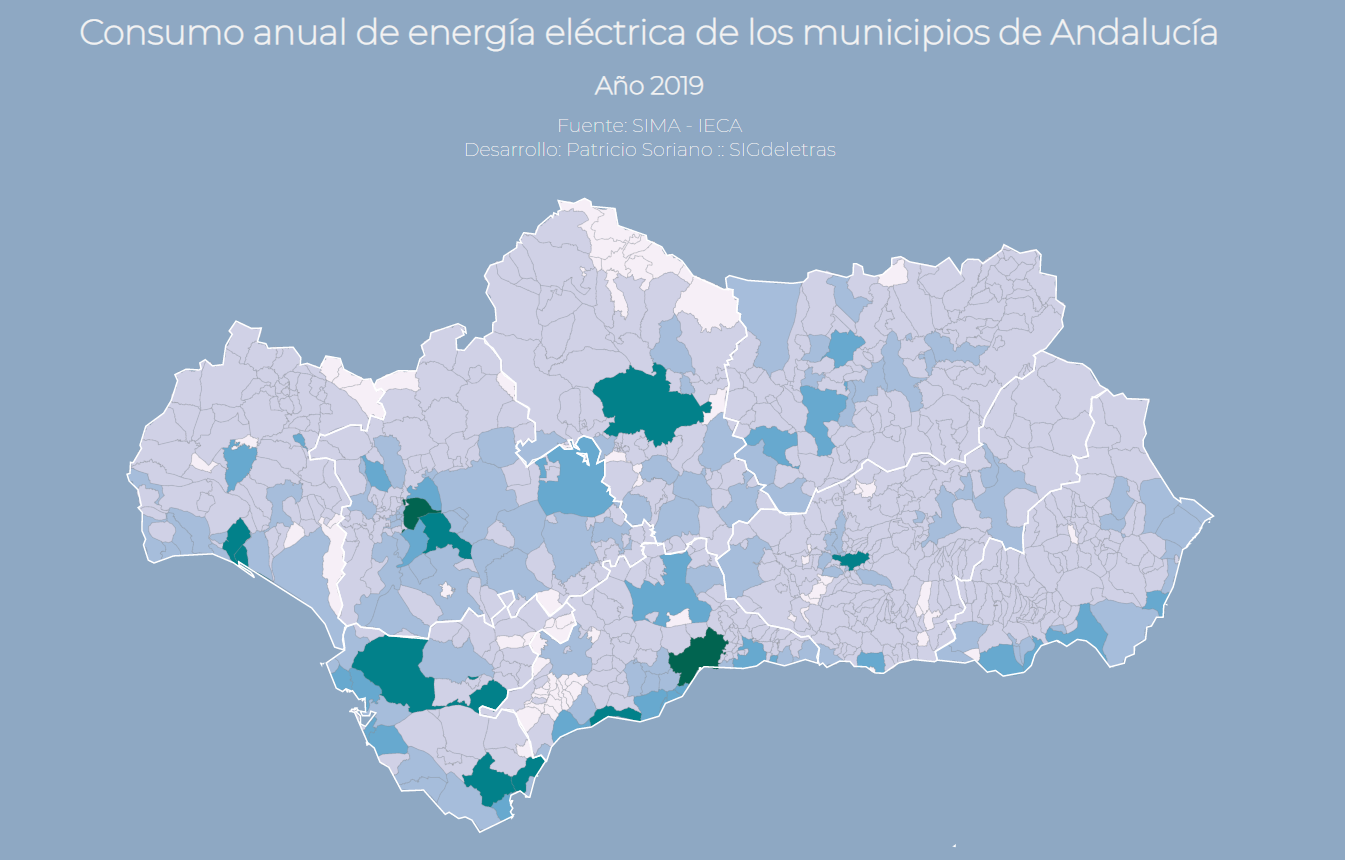 Consumo anual de energía eléctrica de los municipios de Andalucía
Año 2019
Fuente: SIMA - IECA
Desarrollo: Patricio Soriano :: SIGdeletras